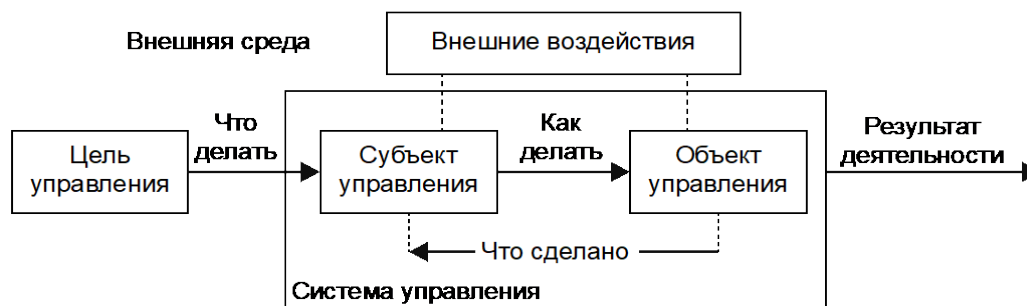 Внешняя среда
Внешние воздействия
Что
делать
Как
делать
Результат
деятельности
Цель
управления
Субъект
управления
Объект
управления
Что сделано
Система управления